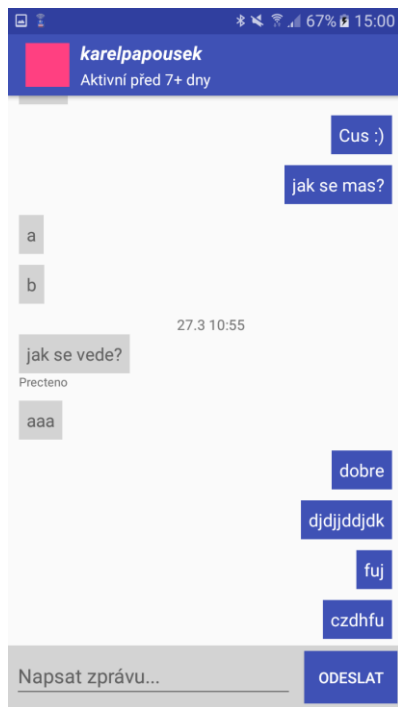 67% 15:00
karelpapousek
Aktivní před 7+ dny
Cus :)
jak se mas?
a
b
27.3 10:55
jak se vede?
Precteno
aaa
dobre
djdjjddjdk
fuj
czdhfu
Napsat zprávu...
ODESLAT